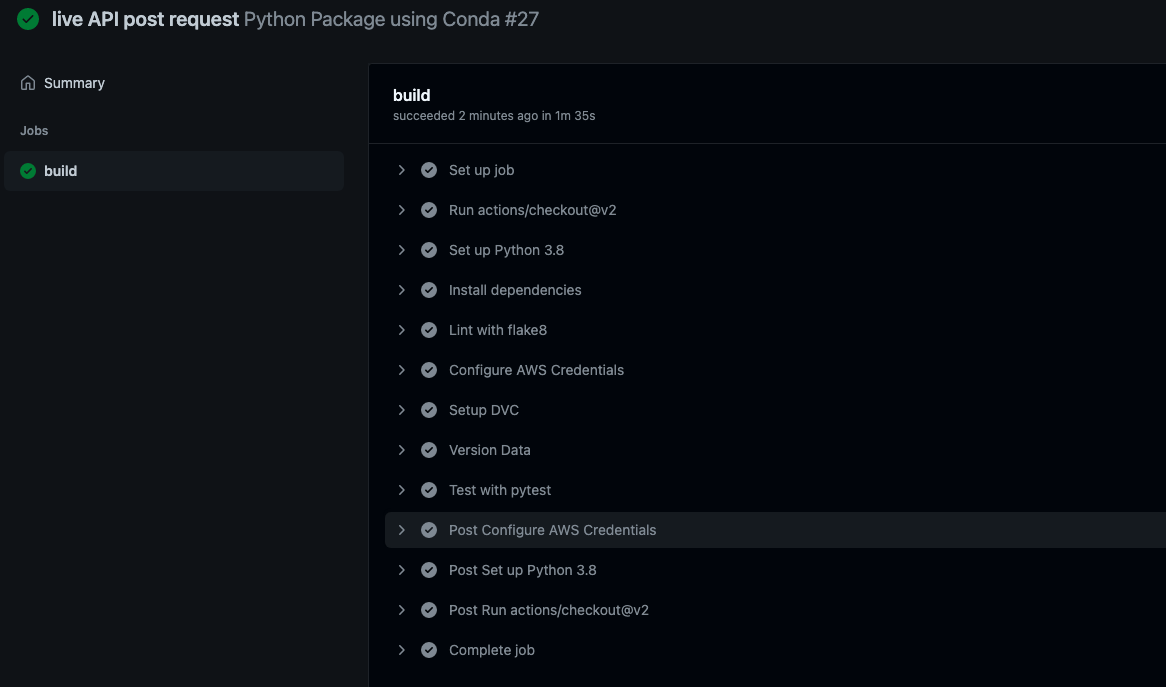 live API post request Python Package using Conda #27
Summary
Jobs
build
build
succeeded 2 minutes ago in 1m 35s
Set up job
Run actions/checkout@v2
Set up Python 3.8
Install dependencies
Lint with flake8
Configure AWS Credentials
Setup DVC
Version Data
Test with pytest
Post Configure AWS Credentials
Post Set up Python 3.8
Post Run actions/checkout@v2
Complete job